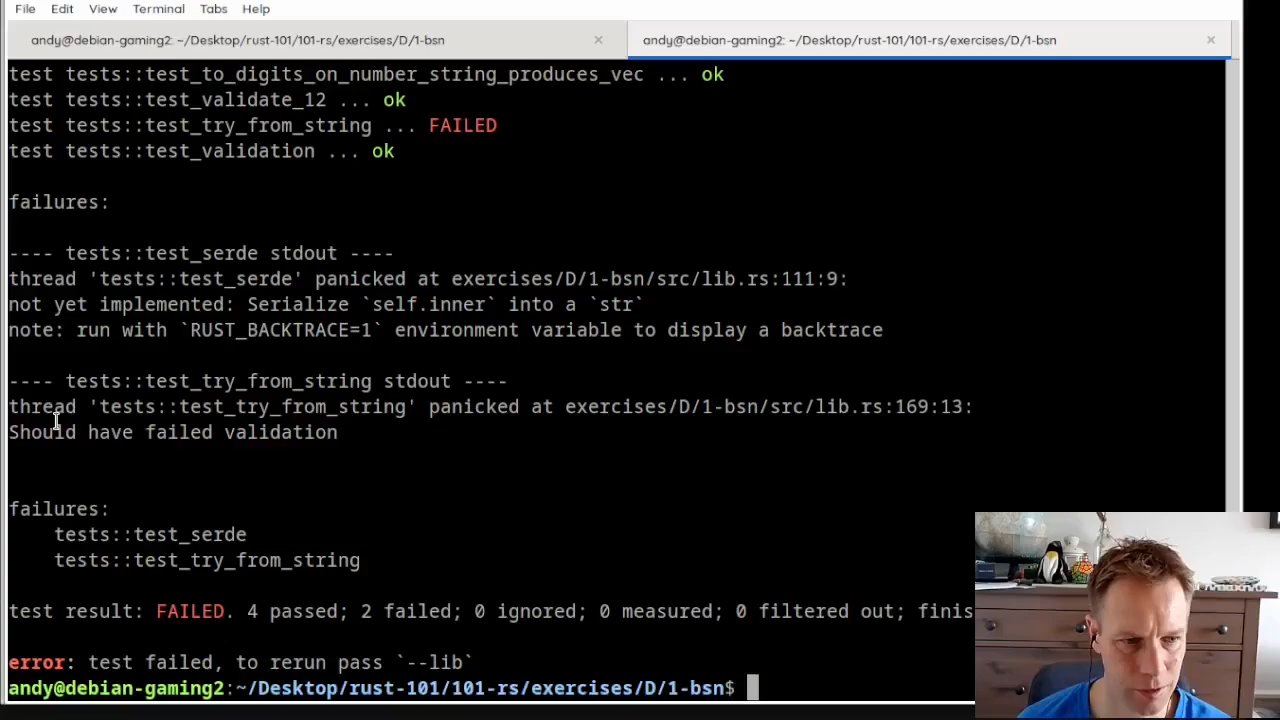 File Edit View Terminal Tabs Help
andy@debian-gaming2: ~/Desktop/rust-101/101-rs/exercises/D/1-bsn × andy@debian-gaming2: ~/Desktop/rust-101/101-rs/exercises/D/1-bsn ×
test tests::test_to_digits_on_number_string_produces_vec ... ok
test tests::test_validate_12 ... ok
test tests::test_try_from_string ... FAILED
test tests::test_validation ... ok
failures:
---- tests::test_serde stdout ----
thread 'tests::test_serde' panicked at exercises/D/1-bsn/src/lib.rs:111:9:
not yet implemented: Serialize `self.inner` into a `str`
note: run with `RUST_BACKTRACE=1` environment variable to display a backtrace
---- tests::test_try_from_string stdout ----
thread 'tests::test_try_from_string' panicked at exercises/D/1-bsn/src/lib.rs:169:13:
Should have failed validation
failures:
tests::test_serde
tests::test_try_from_string
test result: FAILED. 4 passed; 2 failed; 0 ignored; 0 measured; 0 filtered out; finis
error: test failed, to rerun pass `--lib`
andy@debian-gaming2:~/Desktop/rust-101/101-rs/exercises/D/1-bsn$